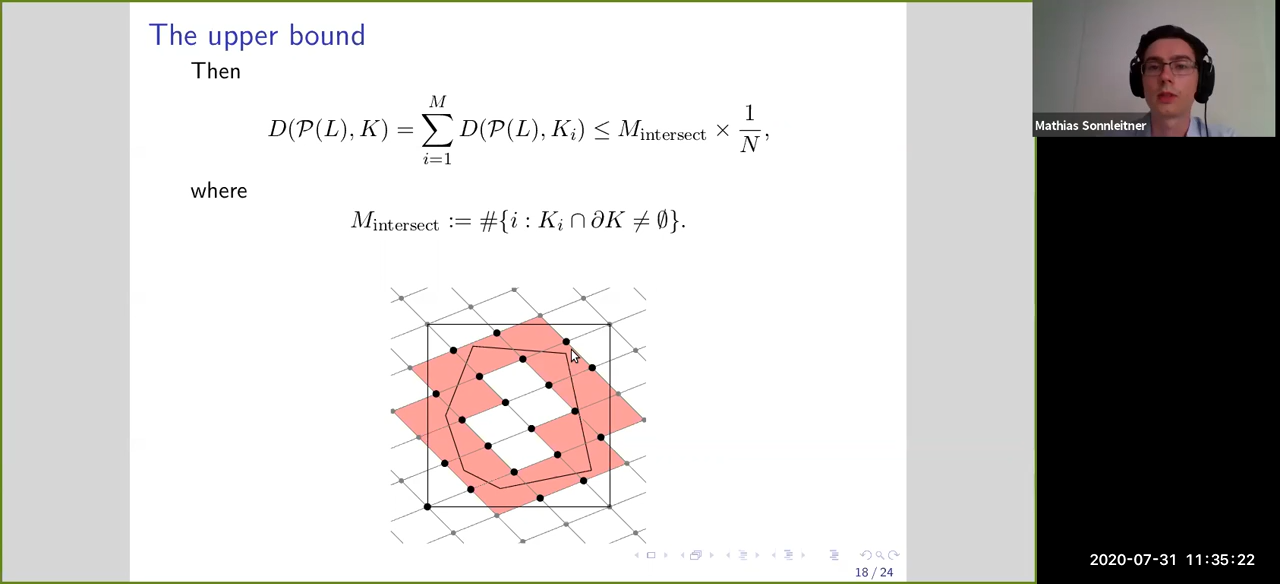 The upper bound
Then
D(P(L), K) = ∑_{i=1}^{M} D(P(L), K_i) ≤ M_intersect × 1/N,
where
M_intersect := #{i : K_i ∩ ∂K ≠ ∅}.
Mathias Sonnleitner
2020-07-31 11:35:22
18 / 24